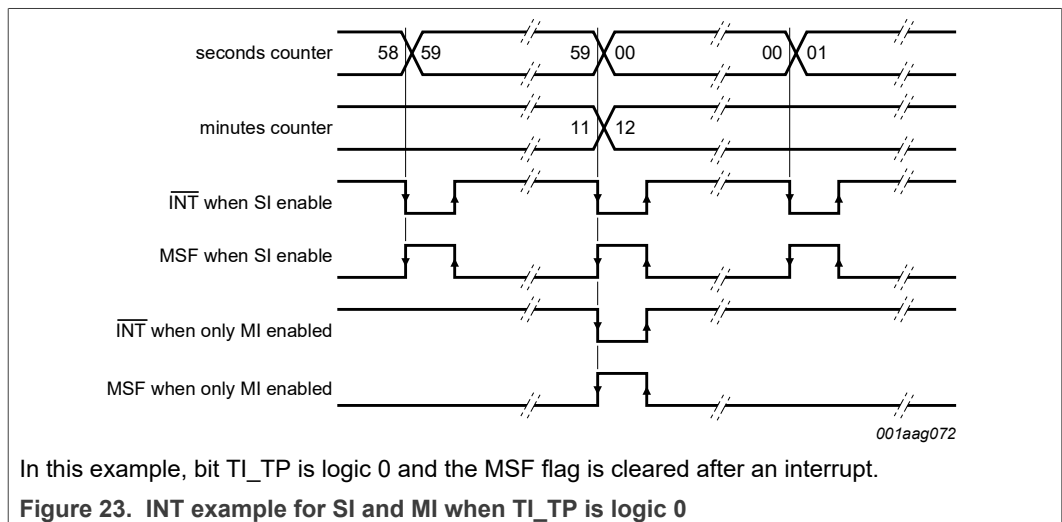 seconds counter 58 59 59 00 00 01
minutes counter 11 12
INT when SI enable
MSF when SI enable
INT when only MI enabled
MSF when only MI enabled
001aag072
In this example, bit TI_TP is logic 0 and the MSF flag is cleared after an interrupt.
Figure 23. INT example for SI and MI when TI_TP is logic 0